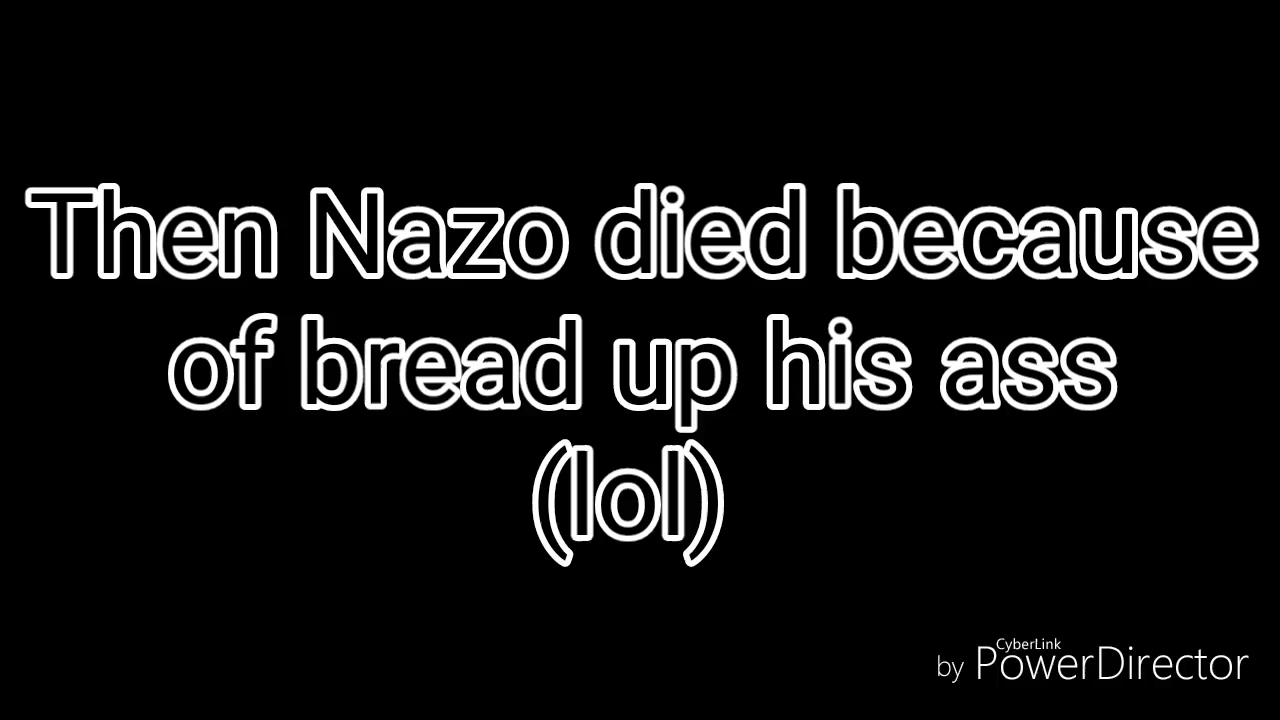 Then Nazo died because
of bread up his ass
(lol)
CyberLink
by PowerDirector